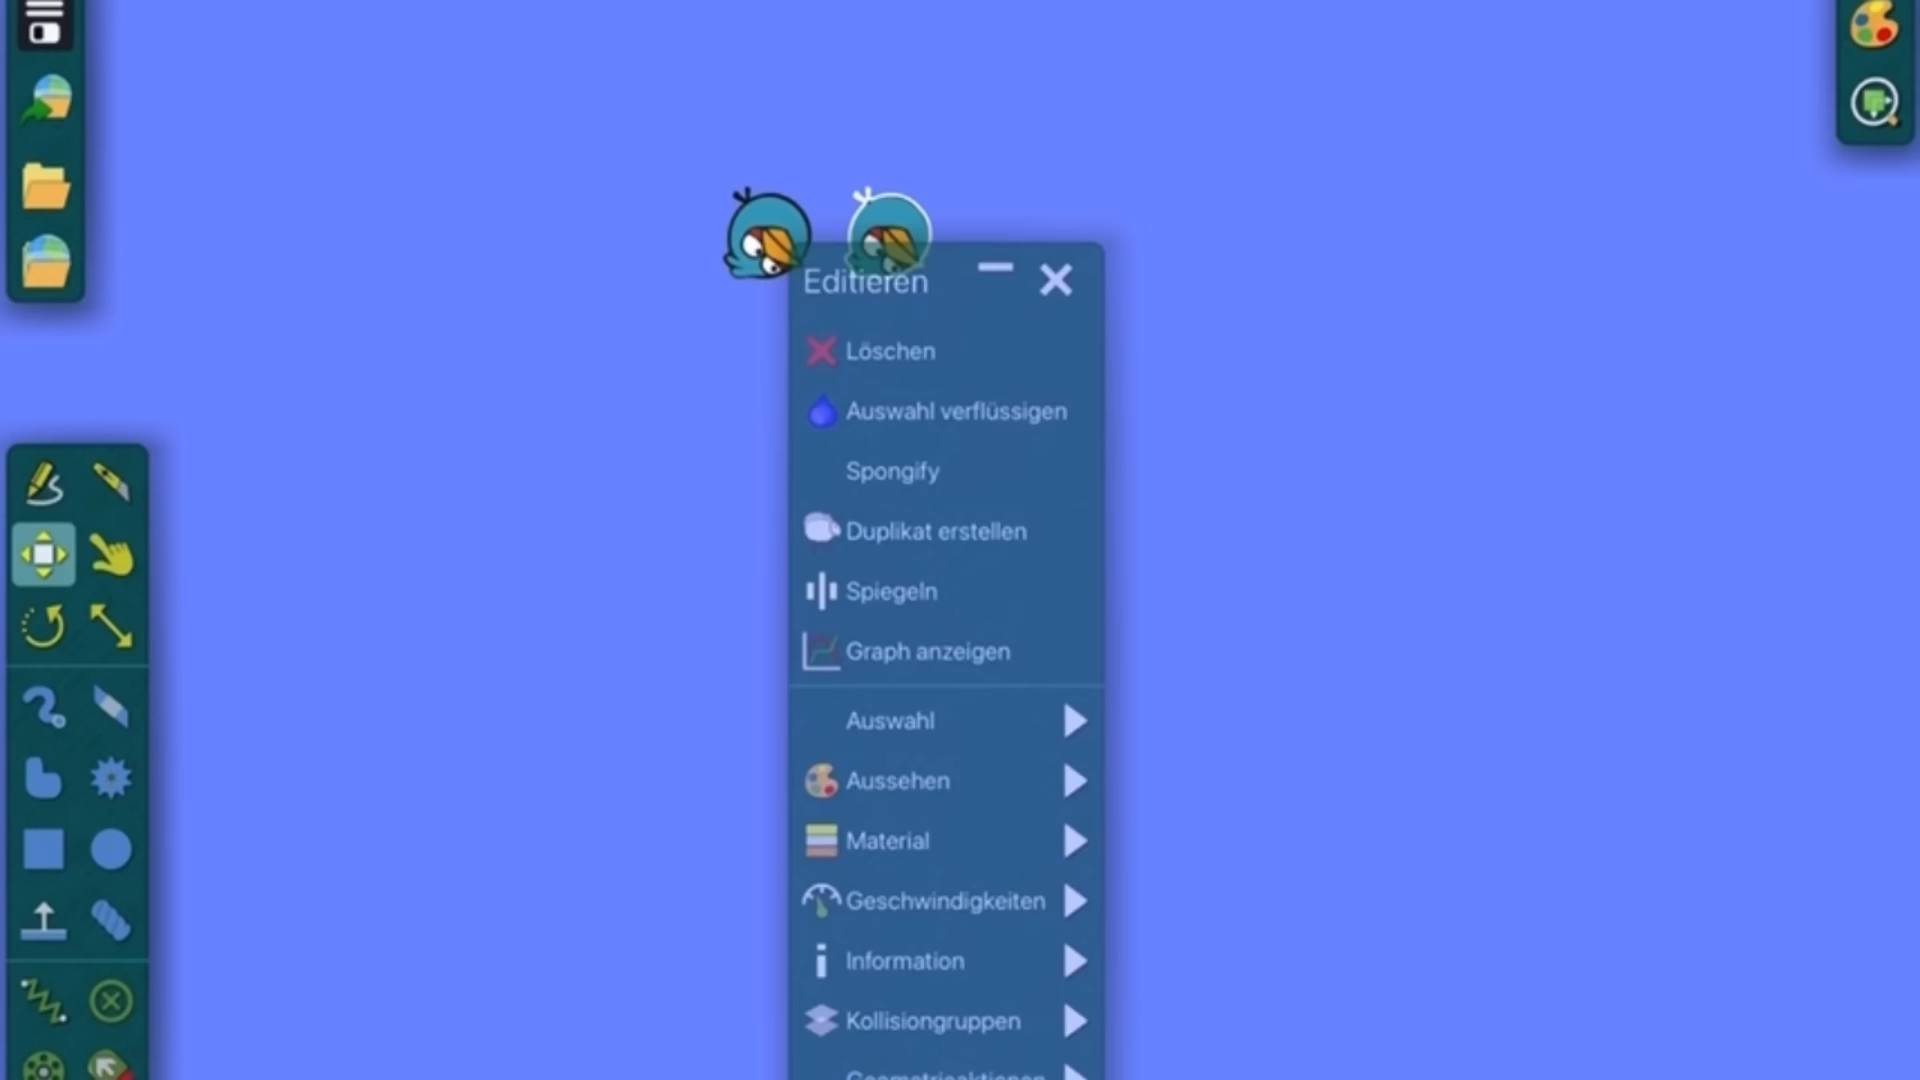 Editieren
Löschen
Auswahl verflüssigen
Spongify
Duplikat erstellen
Spiegeln
Graph anzeigen
Auswahl
Aussehen
Material
Geschwindigkeiten
Information
Kollisiongruppen